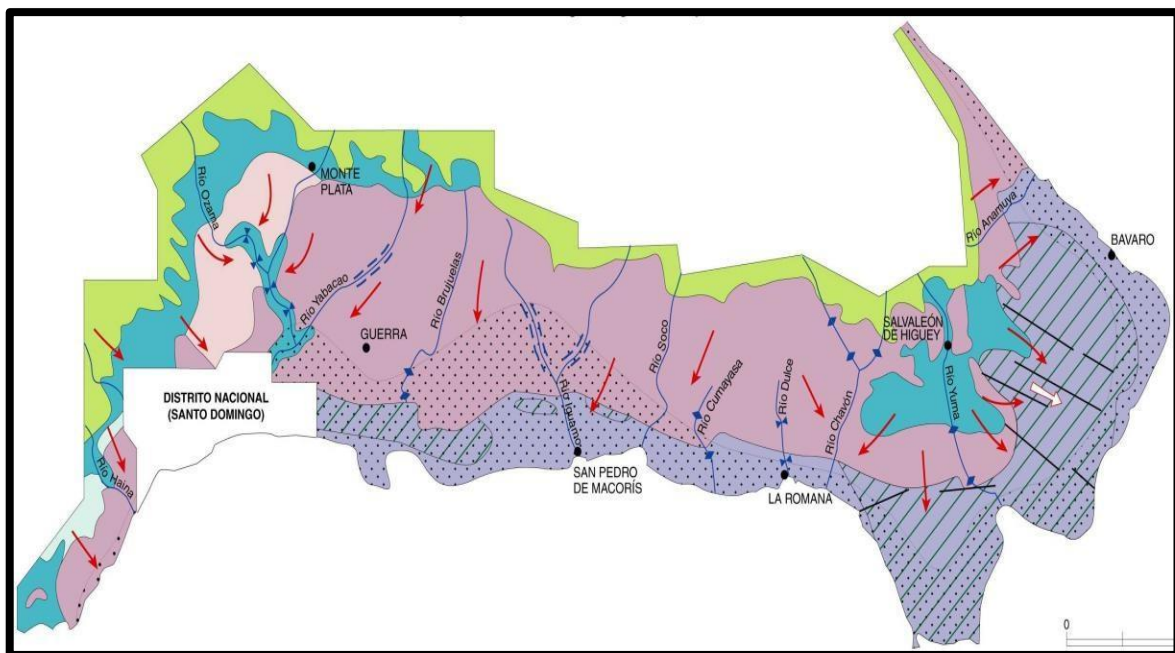 MONTE
PLATA
Río Ozama
Río Yabacao
Río Brujuelas
GUERRA
DISTRITO NACIONAL
(SANTO DOMINGO)
Río Haina
Río Iguamo
SAN PEDRO
DE MACORÍS
Río Soco
Río Cumayasa
Río Dulce
LA ROMANA
Río Chavón
SALVALEÓN
DE HIGUEY
Río Yuma
Río Anamuya
BAVARO
0